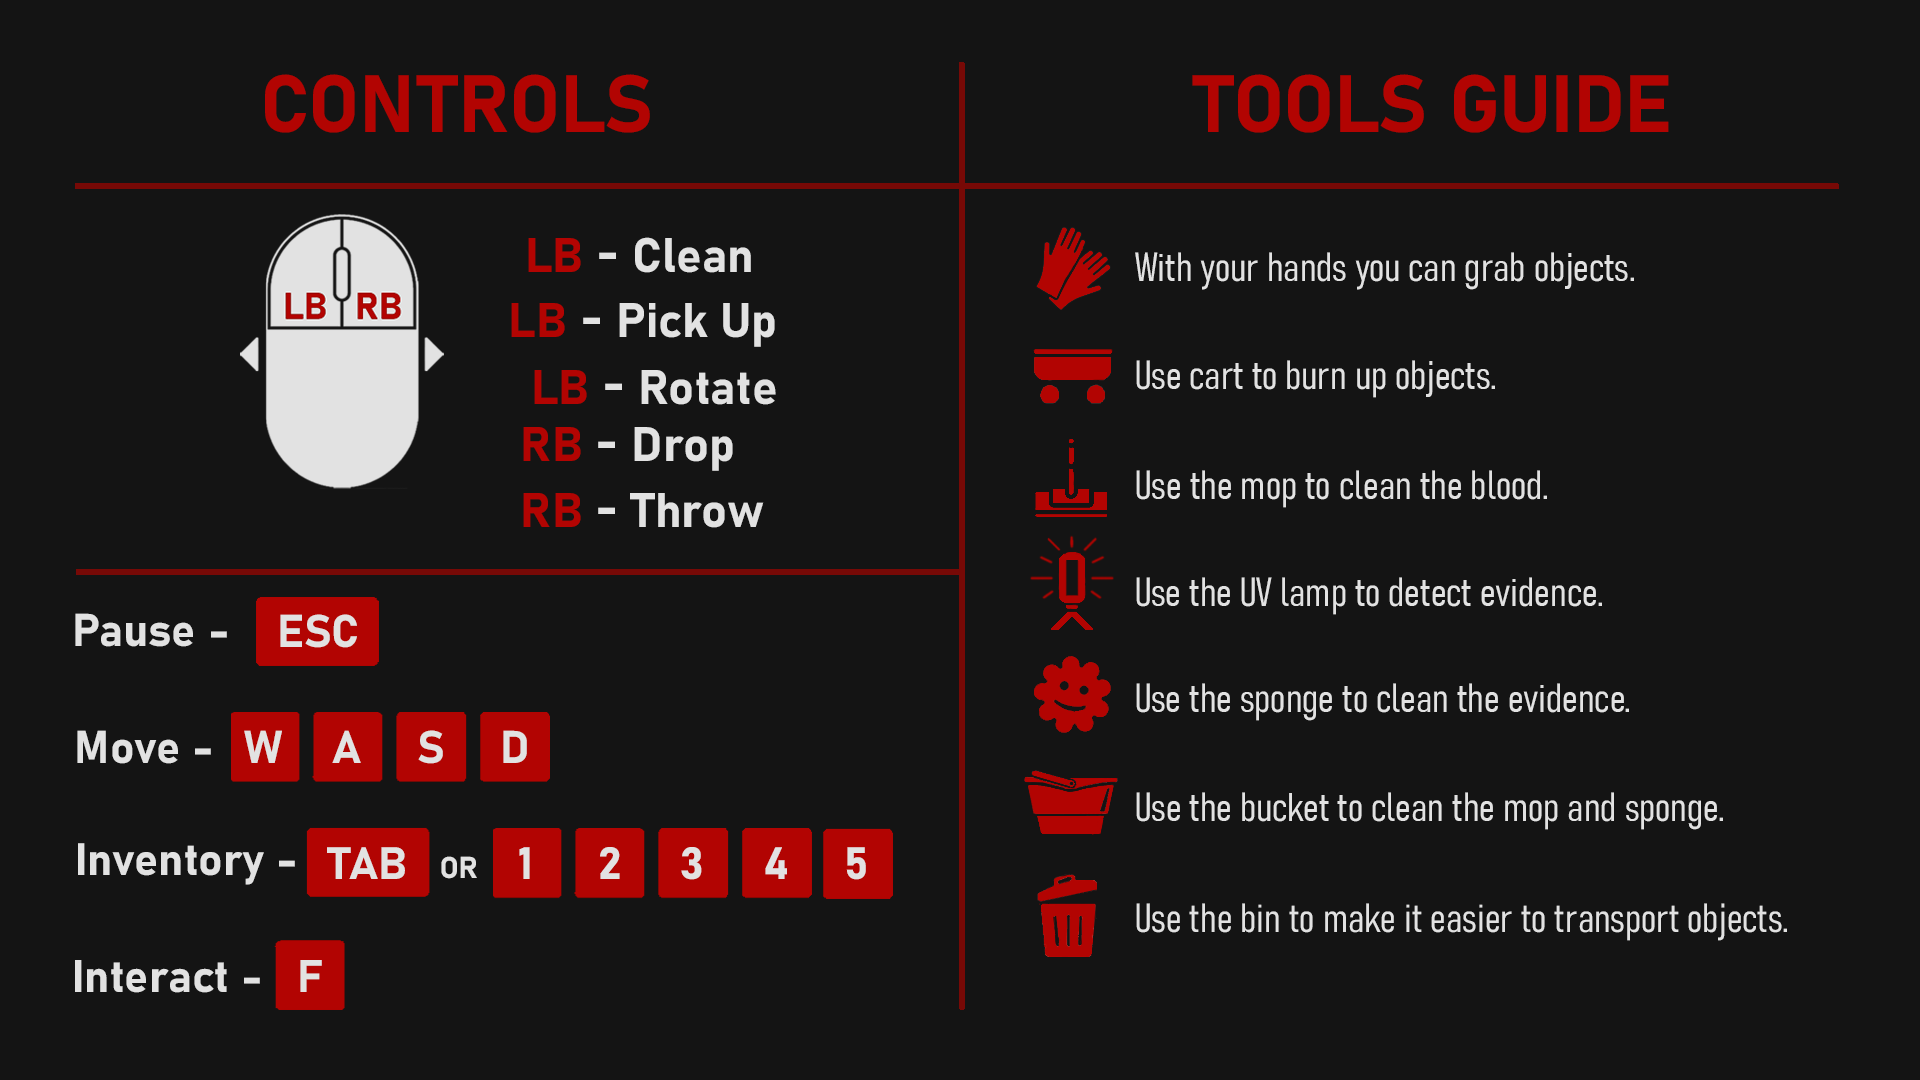 CONTROLS
LB RB
LB - Clean
LB - Pick Up
LB - Rotate
RB - Drop
RB - Throw
Pause - ESC
Move - W A S D
Inventory - TAB OR 1 2 3 4 5
Interact - F
TOOLS GUIDE
With your hands you can grab objects.
Use cart to burn up objects.
Use the mop to clean the blood.
Use the UV lamp to detect evidence.
Use the sponge to clean the evidence.
Use the bucket to clean the mop and sponge.
Use the bin to make it easier to transport objects.